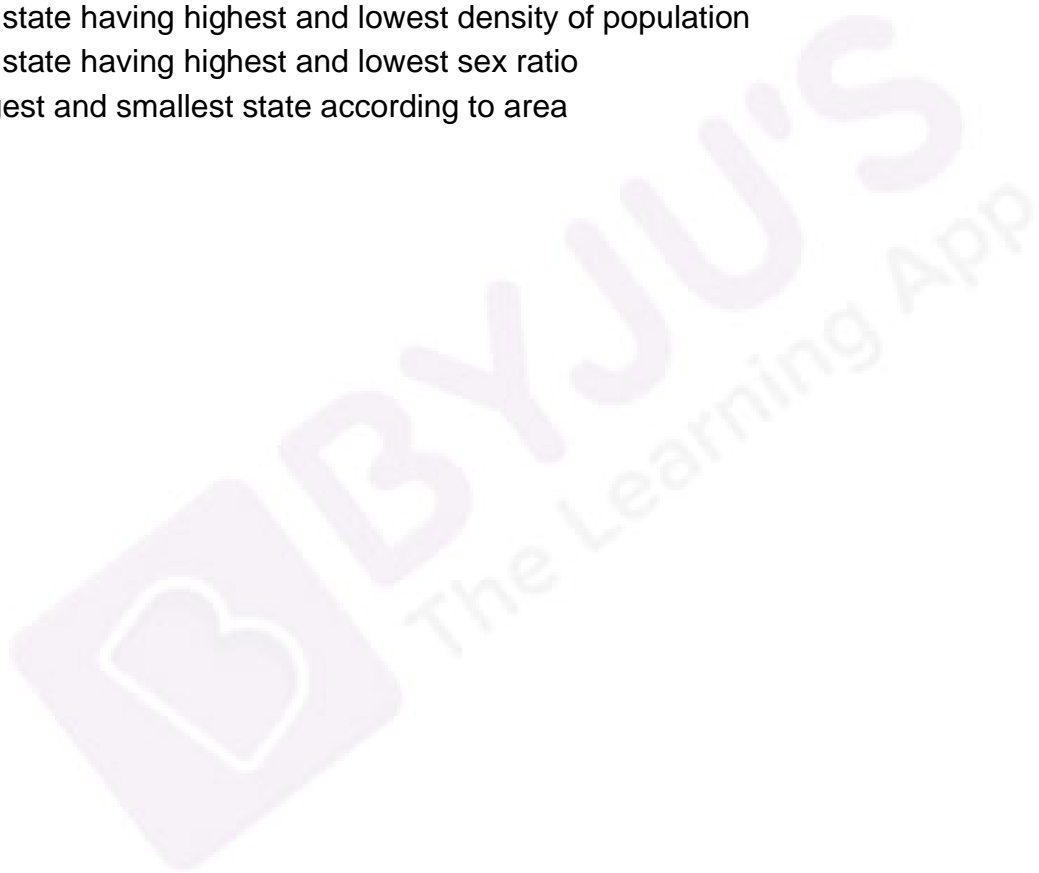 state having highest and lowest density of population
state having highest and lowest sex ratio
est and smallest state according to area
BYJU'S
The Learning App